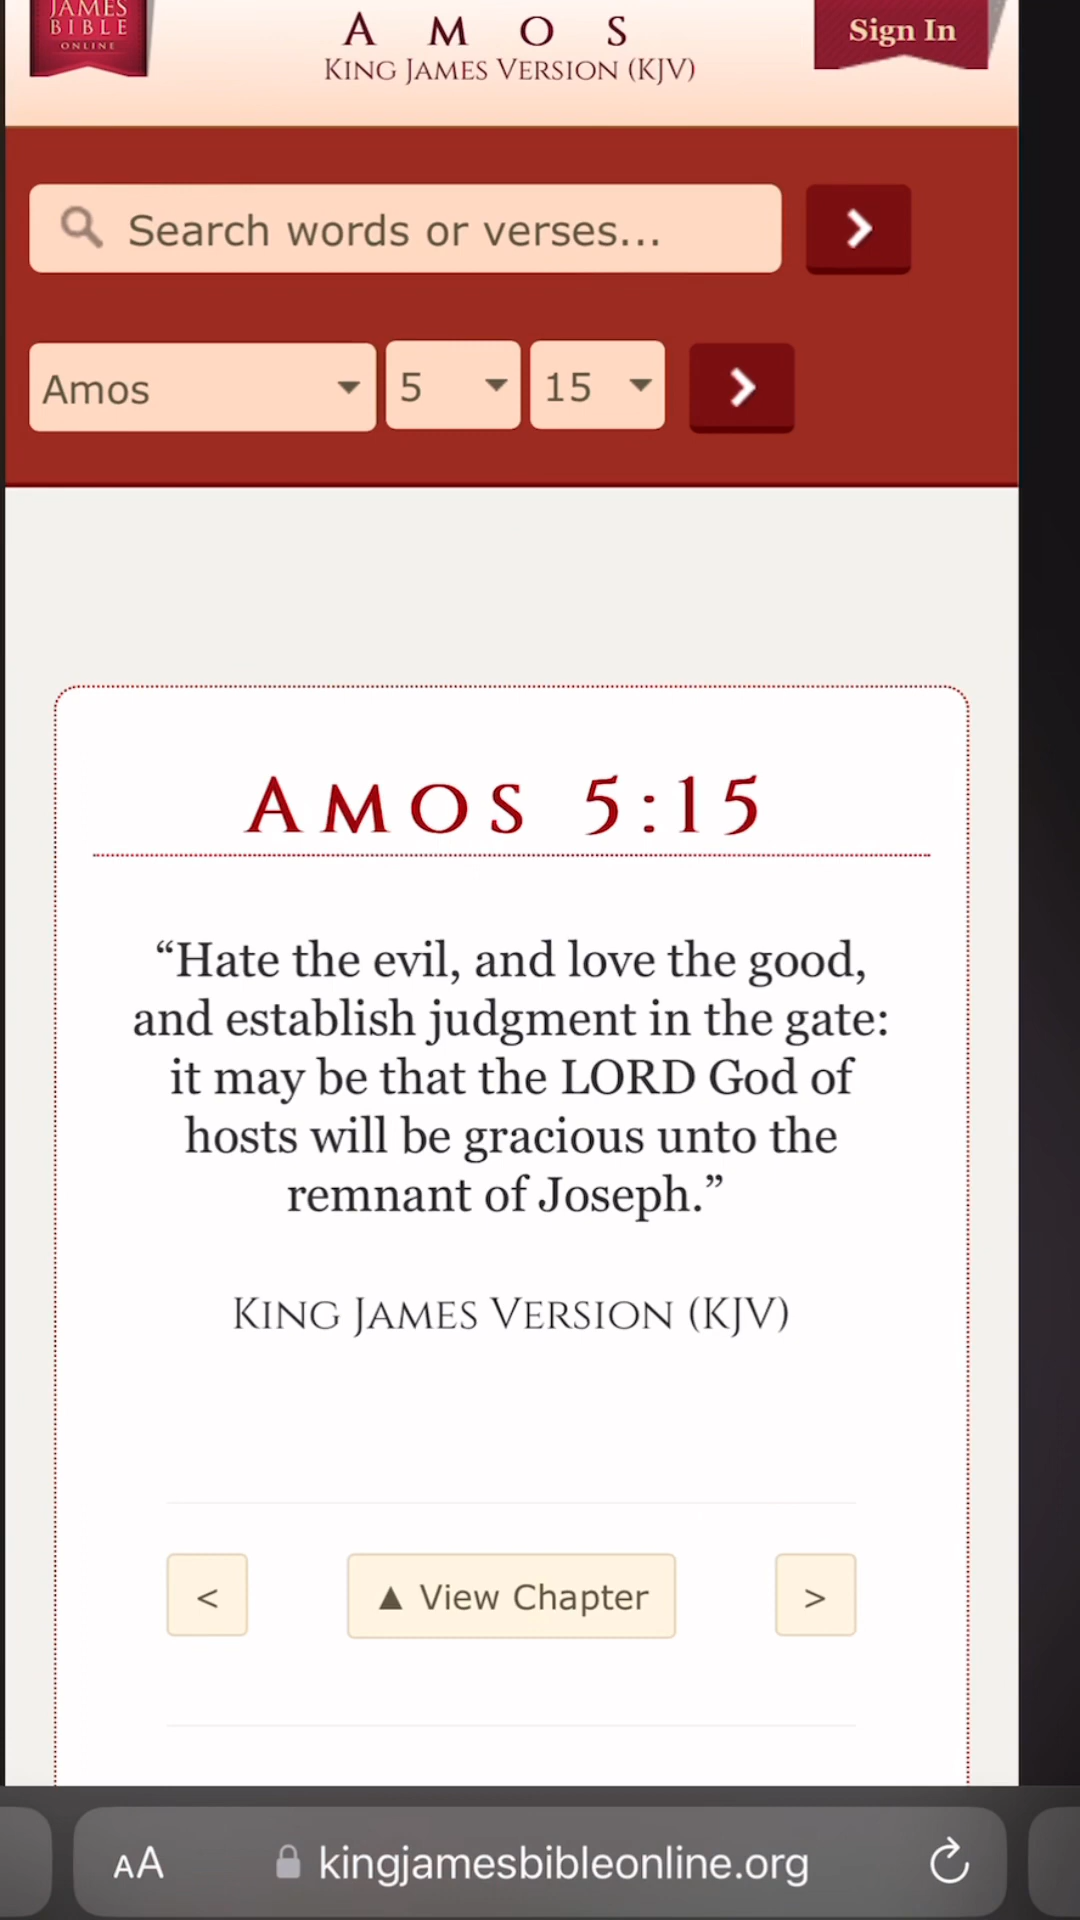 JAMES
BIBLE
ONLINE
AMOS
KING JAMES VERSION (KJV)
Sign In
Search words or verses...
Amos 5 15
AMOS 5:15
“Hate the evil, and love the good,
and establish judgment in the gate:
it may be that the LORD God of
hosts will be gracious unto the
remnant of Joseph.”
KING JAMES VERSION (KJV)
<
▲ View Chapter
>
AA
kingjamesbibleonline.org